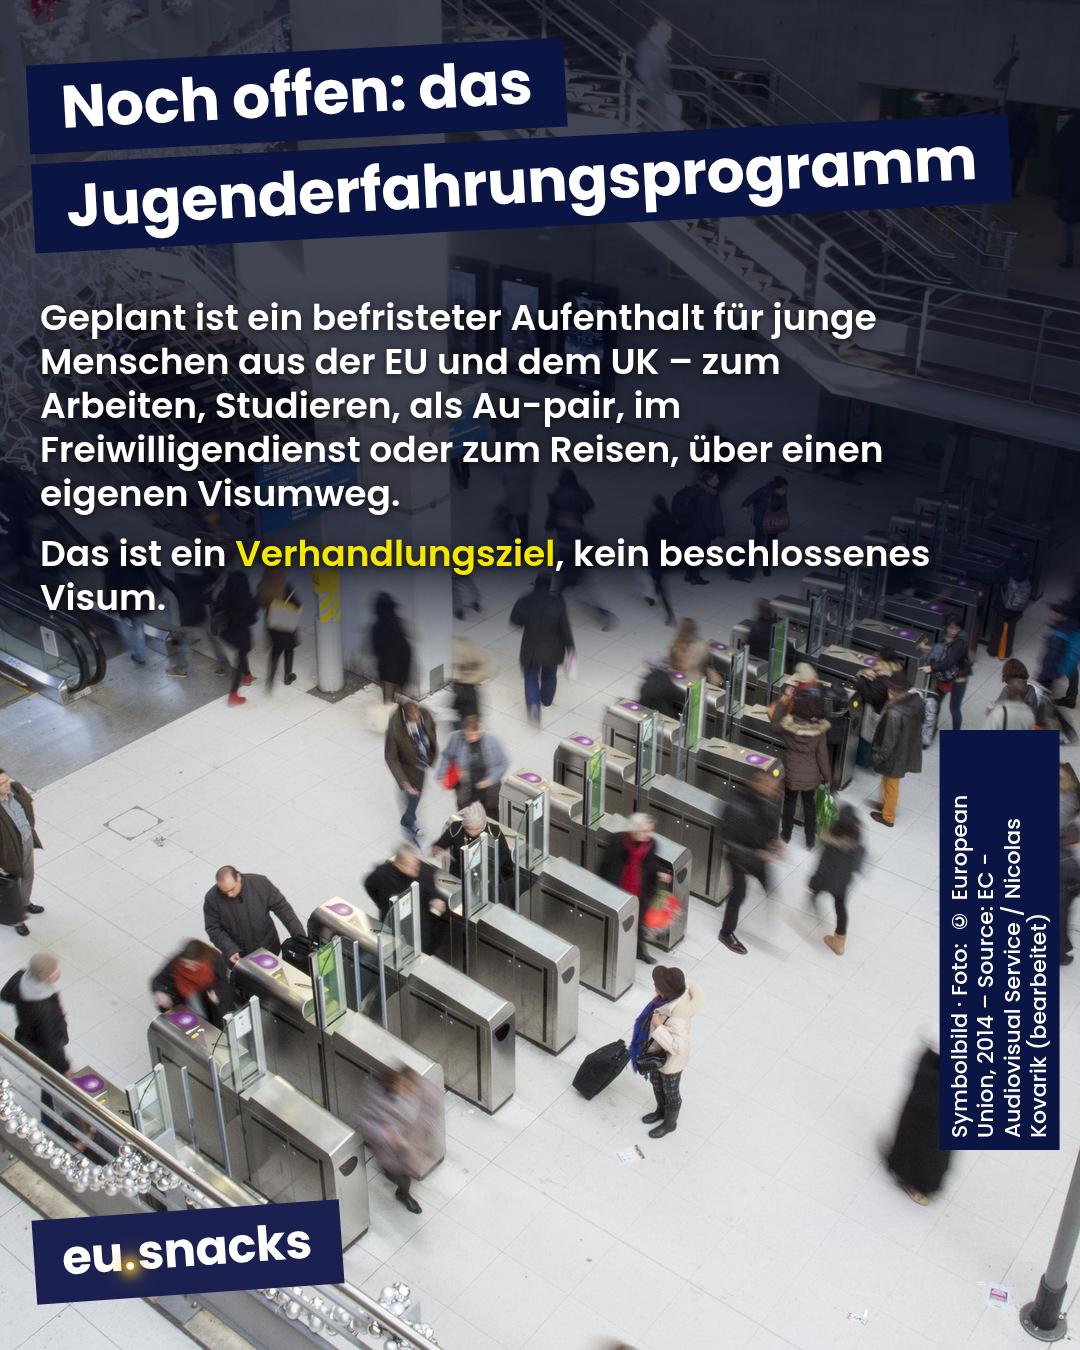 Noch offen: das
Jugenderfahrungsprogramm
Geplant ist ein befristeter Aufenthalt für junge
Menschen aus der EU und dem UK – zum
Arbeiten, Studieren, als Au-pair, im
Freiwilligendienst oder zum Reisen, über einen
eigenen Visumweg.
Das ist ein Verhandlungsziel, kein beschlossenes
Visum.
Symbolbild · Foto: © European
Union, 2014 – Source: EC -
Audiovisual Service / Nicolas
Kovarik (bearbeitet)
eu.snacks